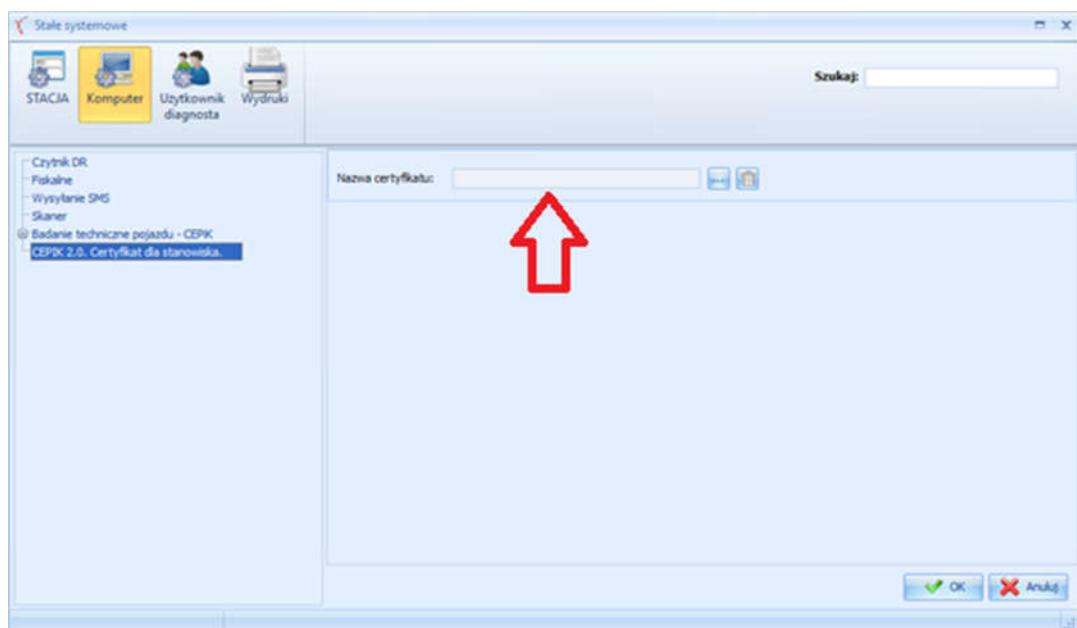 Stałe systemowe
Szukaj:
STACJA
Komputer
Użytkownik
diagnosta
Wydruki
Czytnik DR
Fiskalne
Wysyłanie SMS
Skaner
Badanie techniczne pojazdu - CEPIK
CEPIK 2.0. Certyfikat dla stanowiska.
Nazwa certyfikatu:
OK
Anuluj